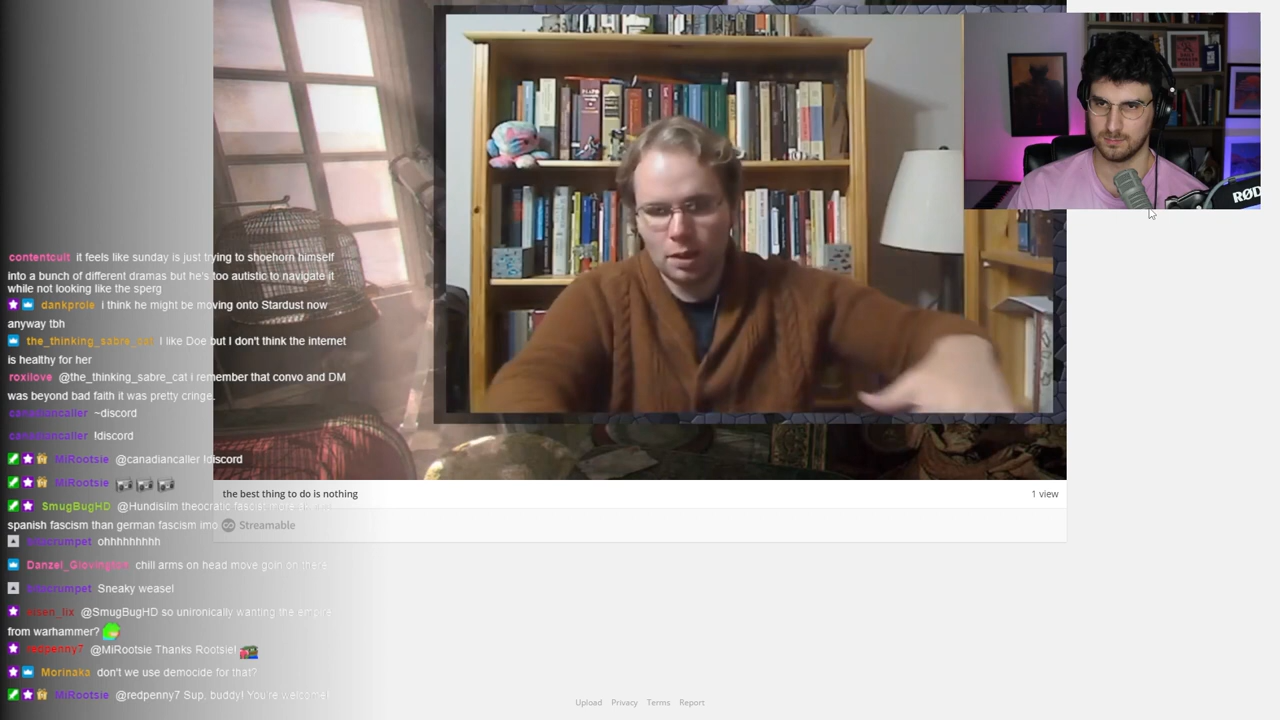 RØD
contentcult it feels like sunday is just trying to shoehorn himself
into a bunch of different dramas but he's too autistic to navigate it
while not looking like the sperg
dankprole i think he might be moving onto Stardust now
anyway tbh
the_thinking_sabre_cat I like Doe but I don't think the internet
is healthy for her
roxilove @the_thinking_sabre_cat i remember that convo and DM
was beyond bad faith it was pretty cringe.
canadiancaller ~discord
canadiancaller !discord
MiRootsie @canadiancaller !discord
MiRootsie
SmugBugHD @Hundisilm theocratic fascist more akin to
spanish fascism than german fascism imo
ohhhhhhhhh
Danzel_Glovington chill arms on head move goin on there
Sneaky weasel
@SmugBugHD so unironically wanting the empire
from warhammer?
redpenny7 @MiRootsie Thanks Rootsie!
Morinaka don't we use democide for that?
MiRootsie @redpenny7 Sup, buddy! You're welcome!
the best thing to do is nothing
1 view
Streamable
Upload Privacy Terms Report